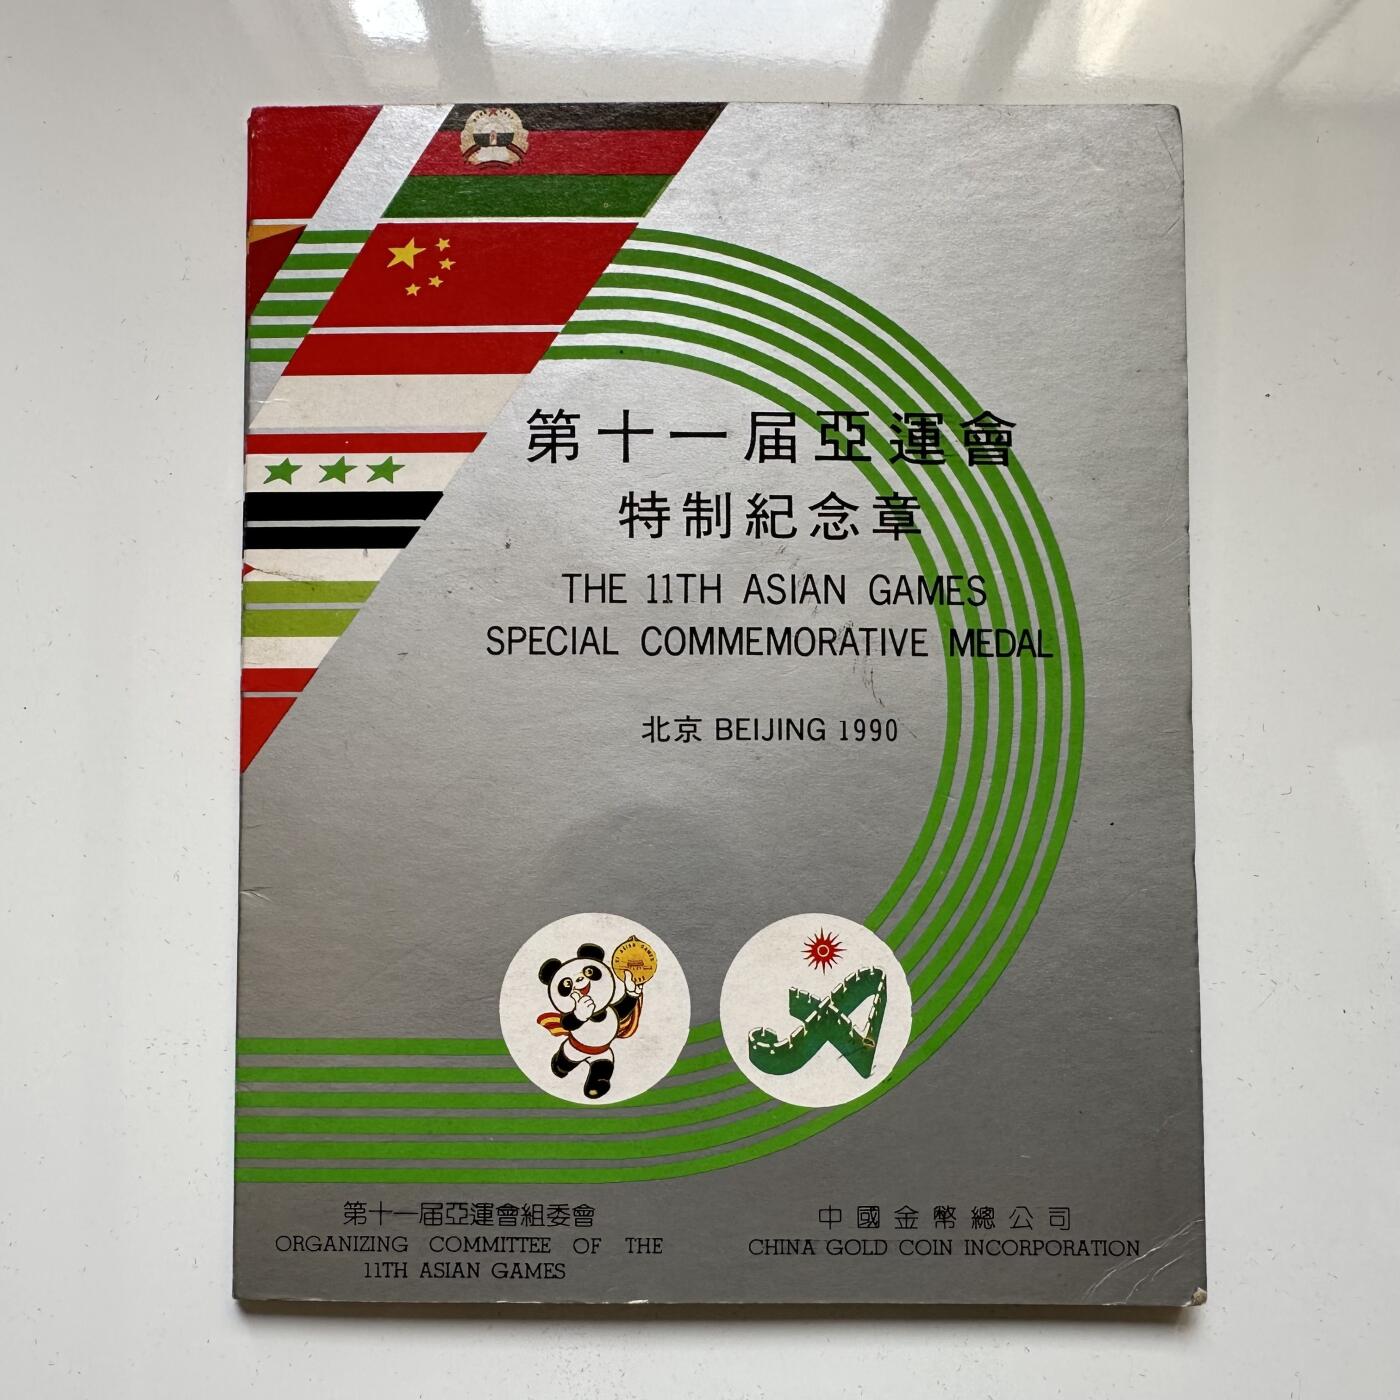 第十一届亞運會
特制紀念章
THE 11TH ASIAN GAMES
SPECIAL COMMEMORATIVE MEDAL
北京 BEIJING 1990
第十一届亞運會組委會
ORGANIZING COMMITTEE OF THE
11TH ASIAN GAMES
中國金幣總公司
CHINA GOLD COIN INCORPORATION